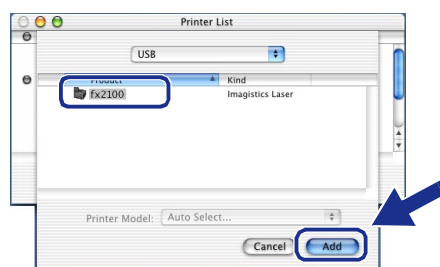 Printer List
USB
Product Kind
fx2100 Imagistics Laser
Printer Model: Auto Select...
Cancel Add